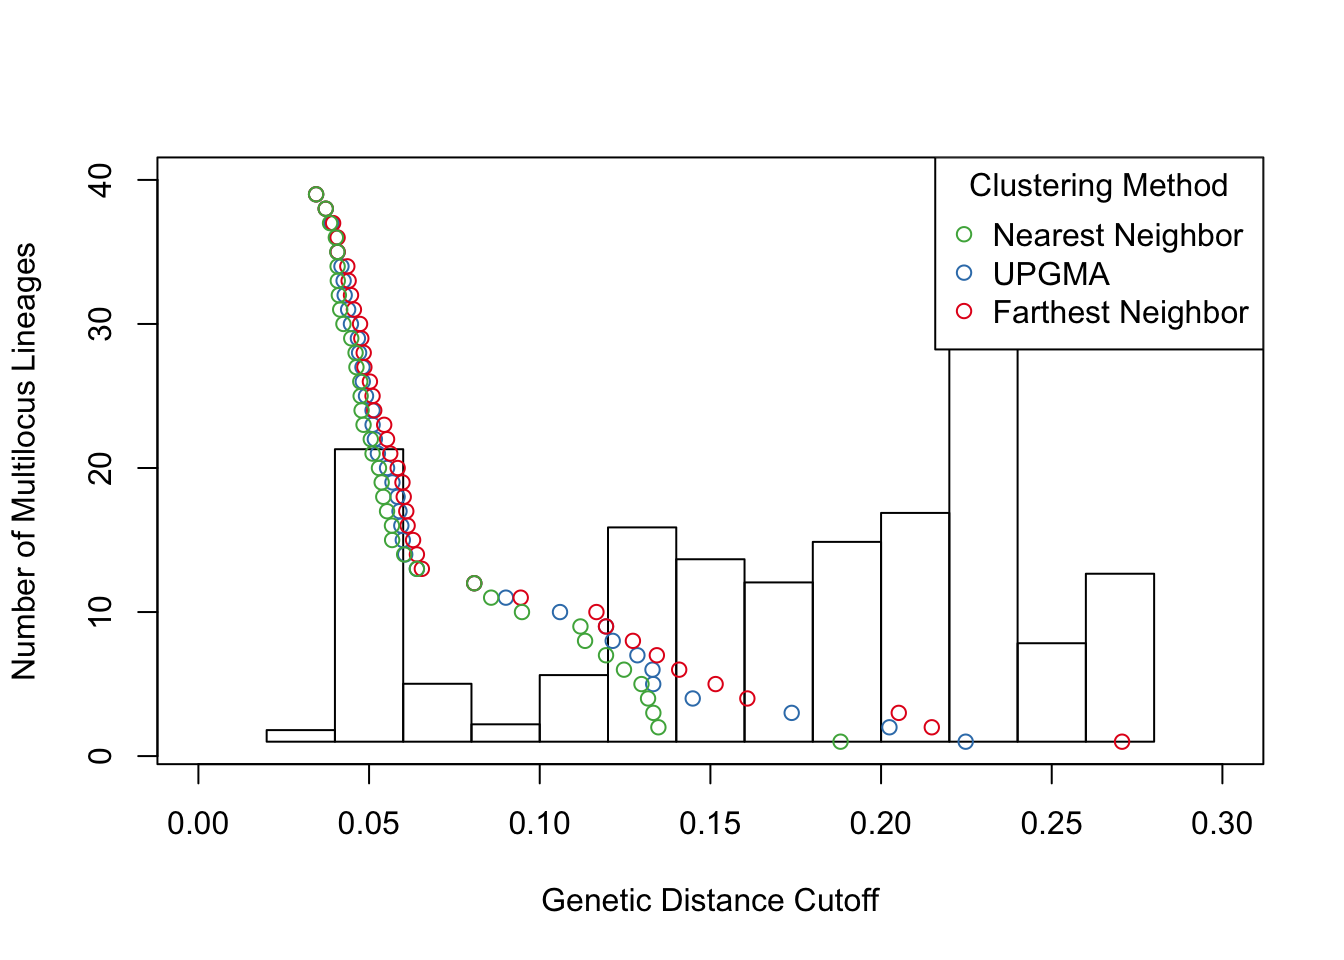 Number of Multilocus Lineages
40
30
20
10
0
Clustering Method
Nearest Neighbor
UPGMA
Farthest Neighbor
0.00 0.05 0.10 0.15 0.20 0.25 0.30
Genetic Distance Cutoff